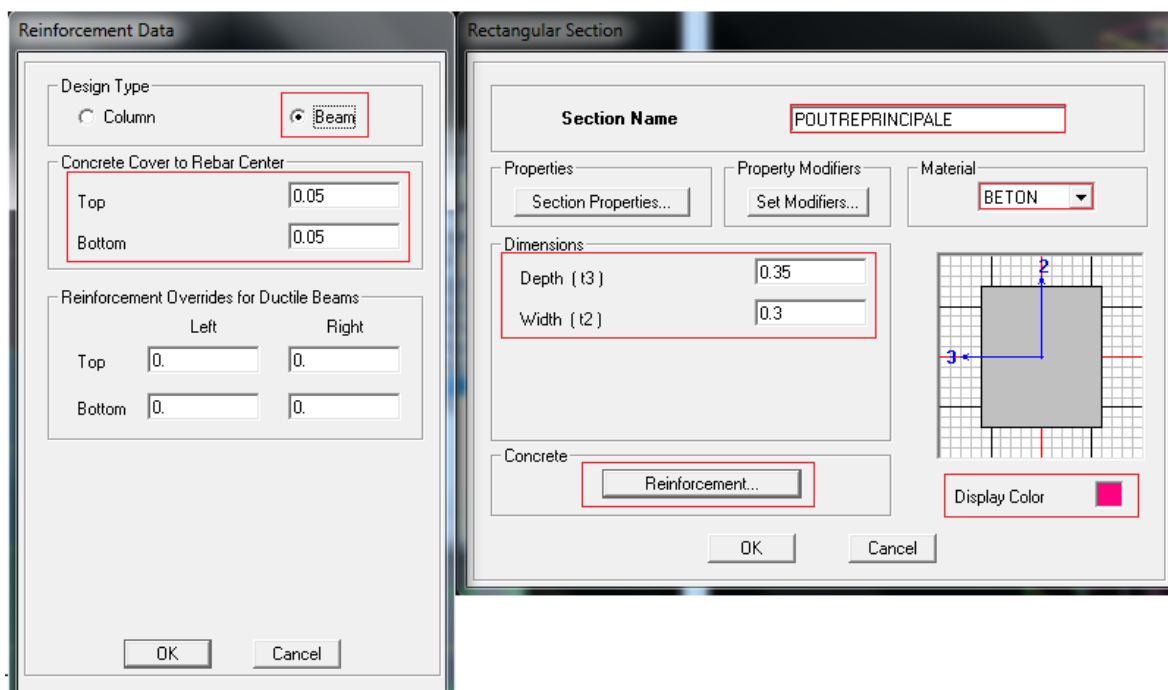 Reinforcement Data
Design Type
Column
Beam
Concrete Cover to Rebar Center
Top 0.05
Bottom 0.05
Reinforcement Overrides for Ductile Beams
Left Right
Top 0. 0.
Bottom 0. 0.
OK Cancel
Rectangular Section
Section Name POUTREPRINCIPALE
Properties
Section Properties...
Property Modifiers
Set Modifiers...
Material
BETON
Dimensions
Depth ( t3 ) 0.35
Width ( t2 ) 0.3
2
3
Concrete
Reinforcement...
Display Color
OK Cancel